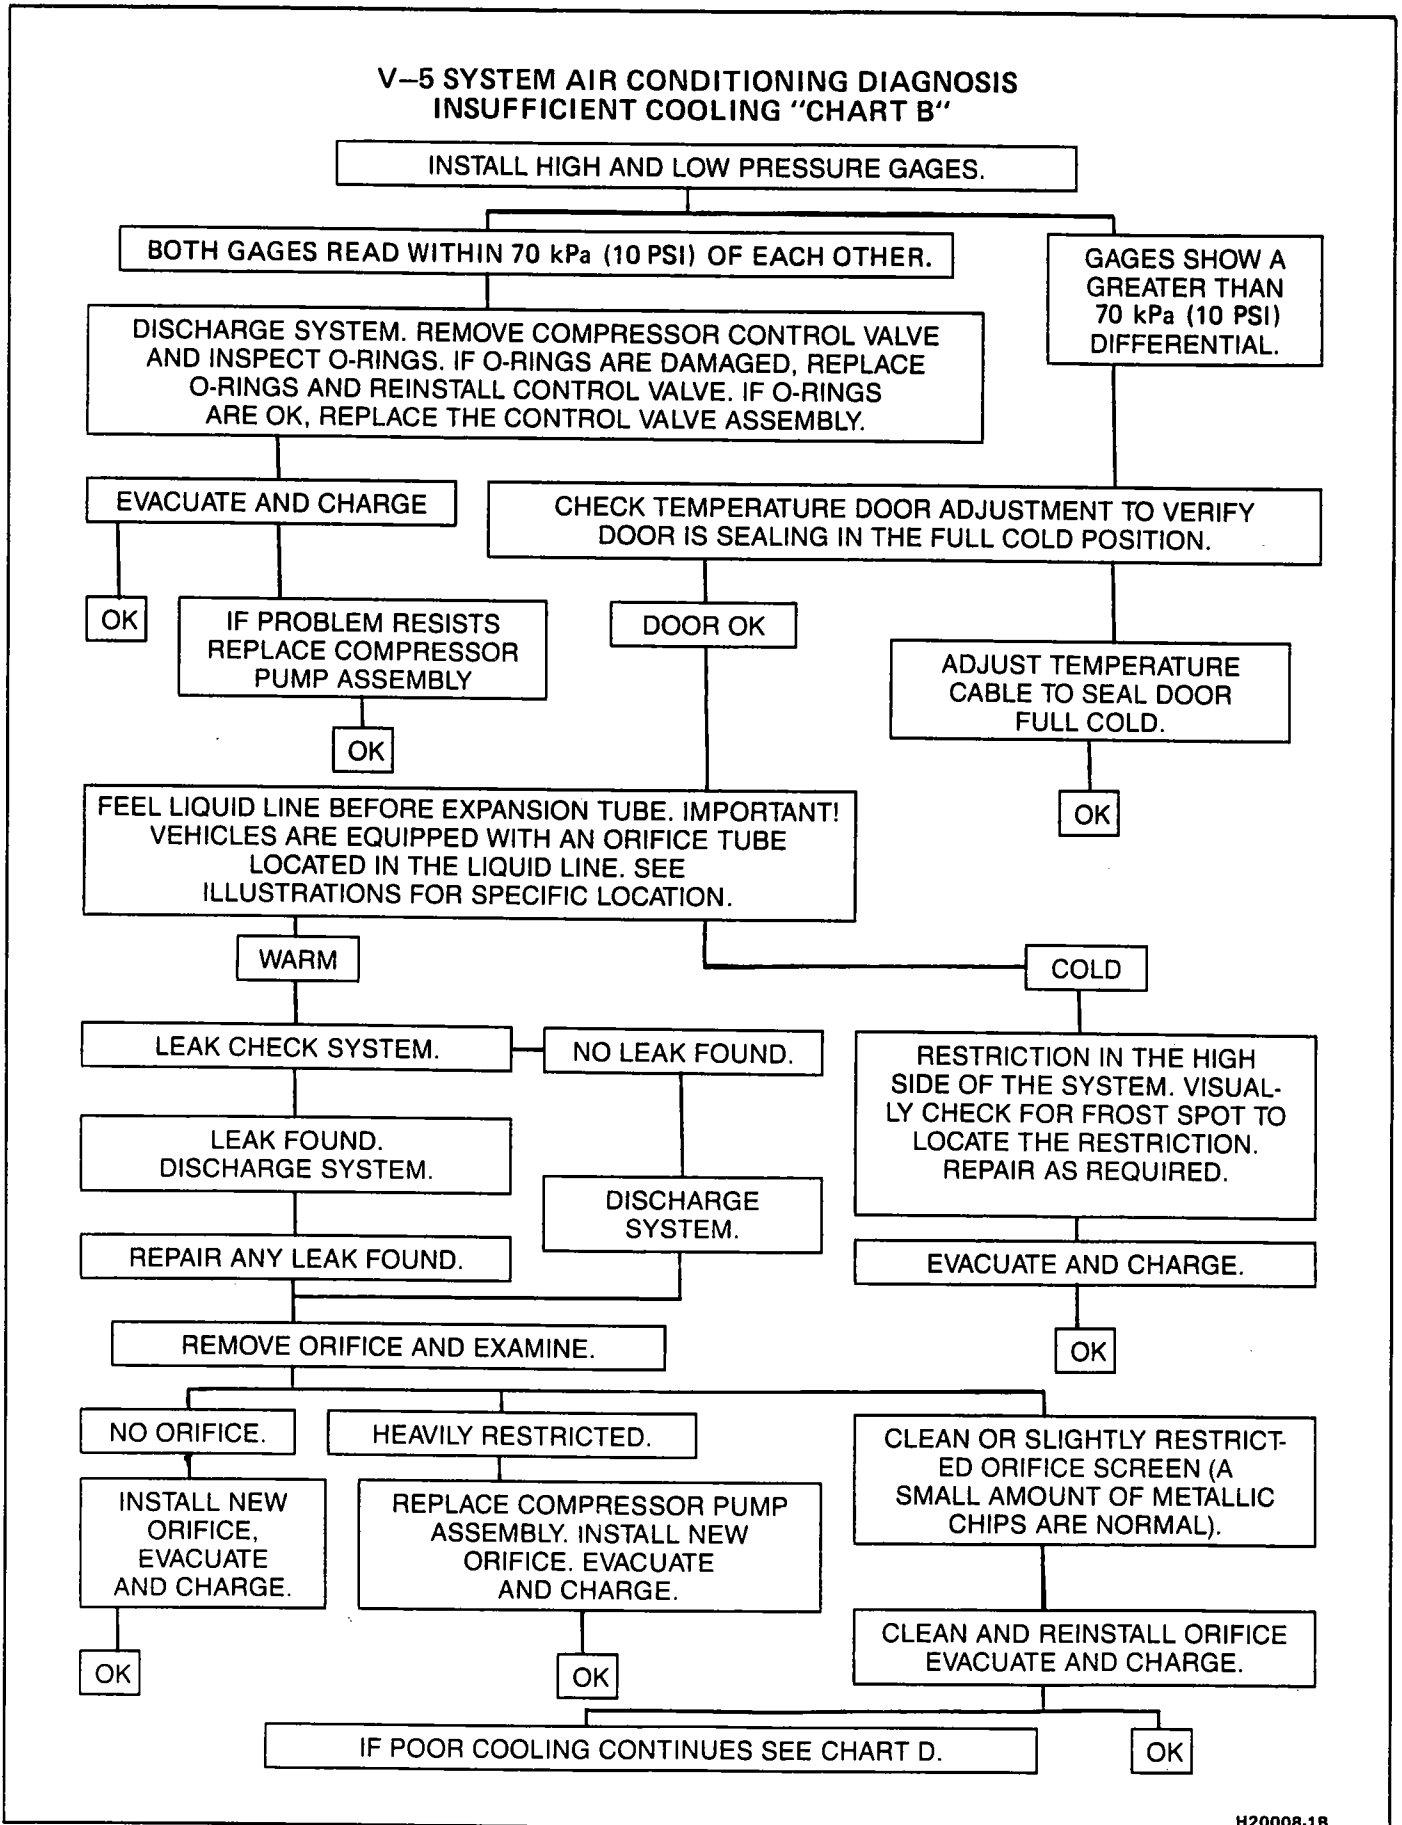 V–5 SYSTEM AIR CONDITIONING DIAGNOSIS
INSUFFICIENT COOLING "CHART B"
INSTALL HIGH AND LOW PRESSURE GAGES.
BOTH GAGES READ WITHIN 70 kPa (10 PSI) OF EACH OTHER.
GAGES SHOW A
GREATER THAN
70 kPa (10 PSI)
DIFFERENTIAL.
DISCHARGE SYSTEM. REMOVE COMPRESSOR CONTROL VALVE
AND INSPECT O-RINGS. IF O-RINGS ARE DAMAGED, REPLACE
O-RINGS AND REINSTALL CONTROL VALVE. IF O-RINGS
ARE OK, REPLACE THE CONTROL VALVE ASSEMBLY.
EVACUATE AND CHARGE
CHECK TEMPERATURE DOOR ADJUSTMENT TO VERIFY
DOOR IS SEALING IN THE FULL COLD POSITION.
OK
IF PROBLEM RESISTS
REPLACE COMPRESSOR
PUMP ASSEMBLY
OK
DOOR OK
ADJUST TEMPERATURE
CABLE TO SEAL DOOR
FULL COLD.
OK
FEEL LIQUID LINE BEFORE EXPANSION TUBE. IMPORTANT!
VEHICLES ARE EQUIPPED WITH AN ORIFICE TUBE
LOCATED IN THE LIQUID LINE. SEE
ILLUSTRATIONS FOR SPECIFIC LOCATION.
WARM
COLD
LEAK CHECK SYSTEM.
NO LEAK FOUND.
RESTRICTION IN THE HIGH
SIDE OF THE SYSTEM. VISUAL-
LY CHECK FOR FROST SPOT TO
LOCATE THE RESTRICTION.
REPAIR AS REQUIRED.
LEAK FOUND.
DISCHARGE SYSTEM.
DISCHARGE
SYSTEM.
REPAIR ANY LEAK FOUND.
EVACUATE AND CHARGE.
OK
REMOVE ORIFICE AND EXAMINE.
NO ORIFICE.
HEAVILY RESTRICTED.
CLEAN OR SLIGHTLY RESTRICT-
ED ORIFICE SCREEN (A
SMALL AMOUNT OF METALLIC
CHIPS ARE NORMAL).
INSTALL NEW
ORIFICE,
EVACUATE
AND CHARGE.
REPLACE COMPRESSOR PUMP
ASSEMBLY. INSTALL NEW
ORIFICE. EVACUATE
AND CHARGE.
CLEAN AND REINSTALL ORIFICE
EVACUATE AND CHARGE.
OK
OK
IF POOR COOLING CONTINUES SEE CHART D.
OK
H20008-1B